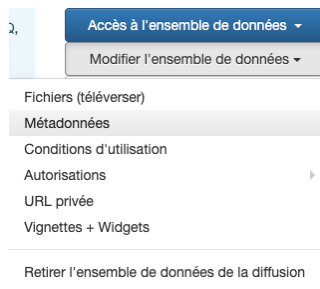 Q,
Accès à l'ensemble de données
Modifier l'ensemble de données
Fichiers (téléverser)
Métadonnées
Conditions d'utilisation
Autorisations
URL privée
Vignettes + Widgets
Retirer l'ensemble de données de la diffusion